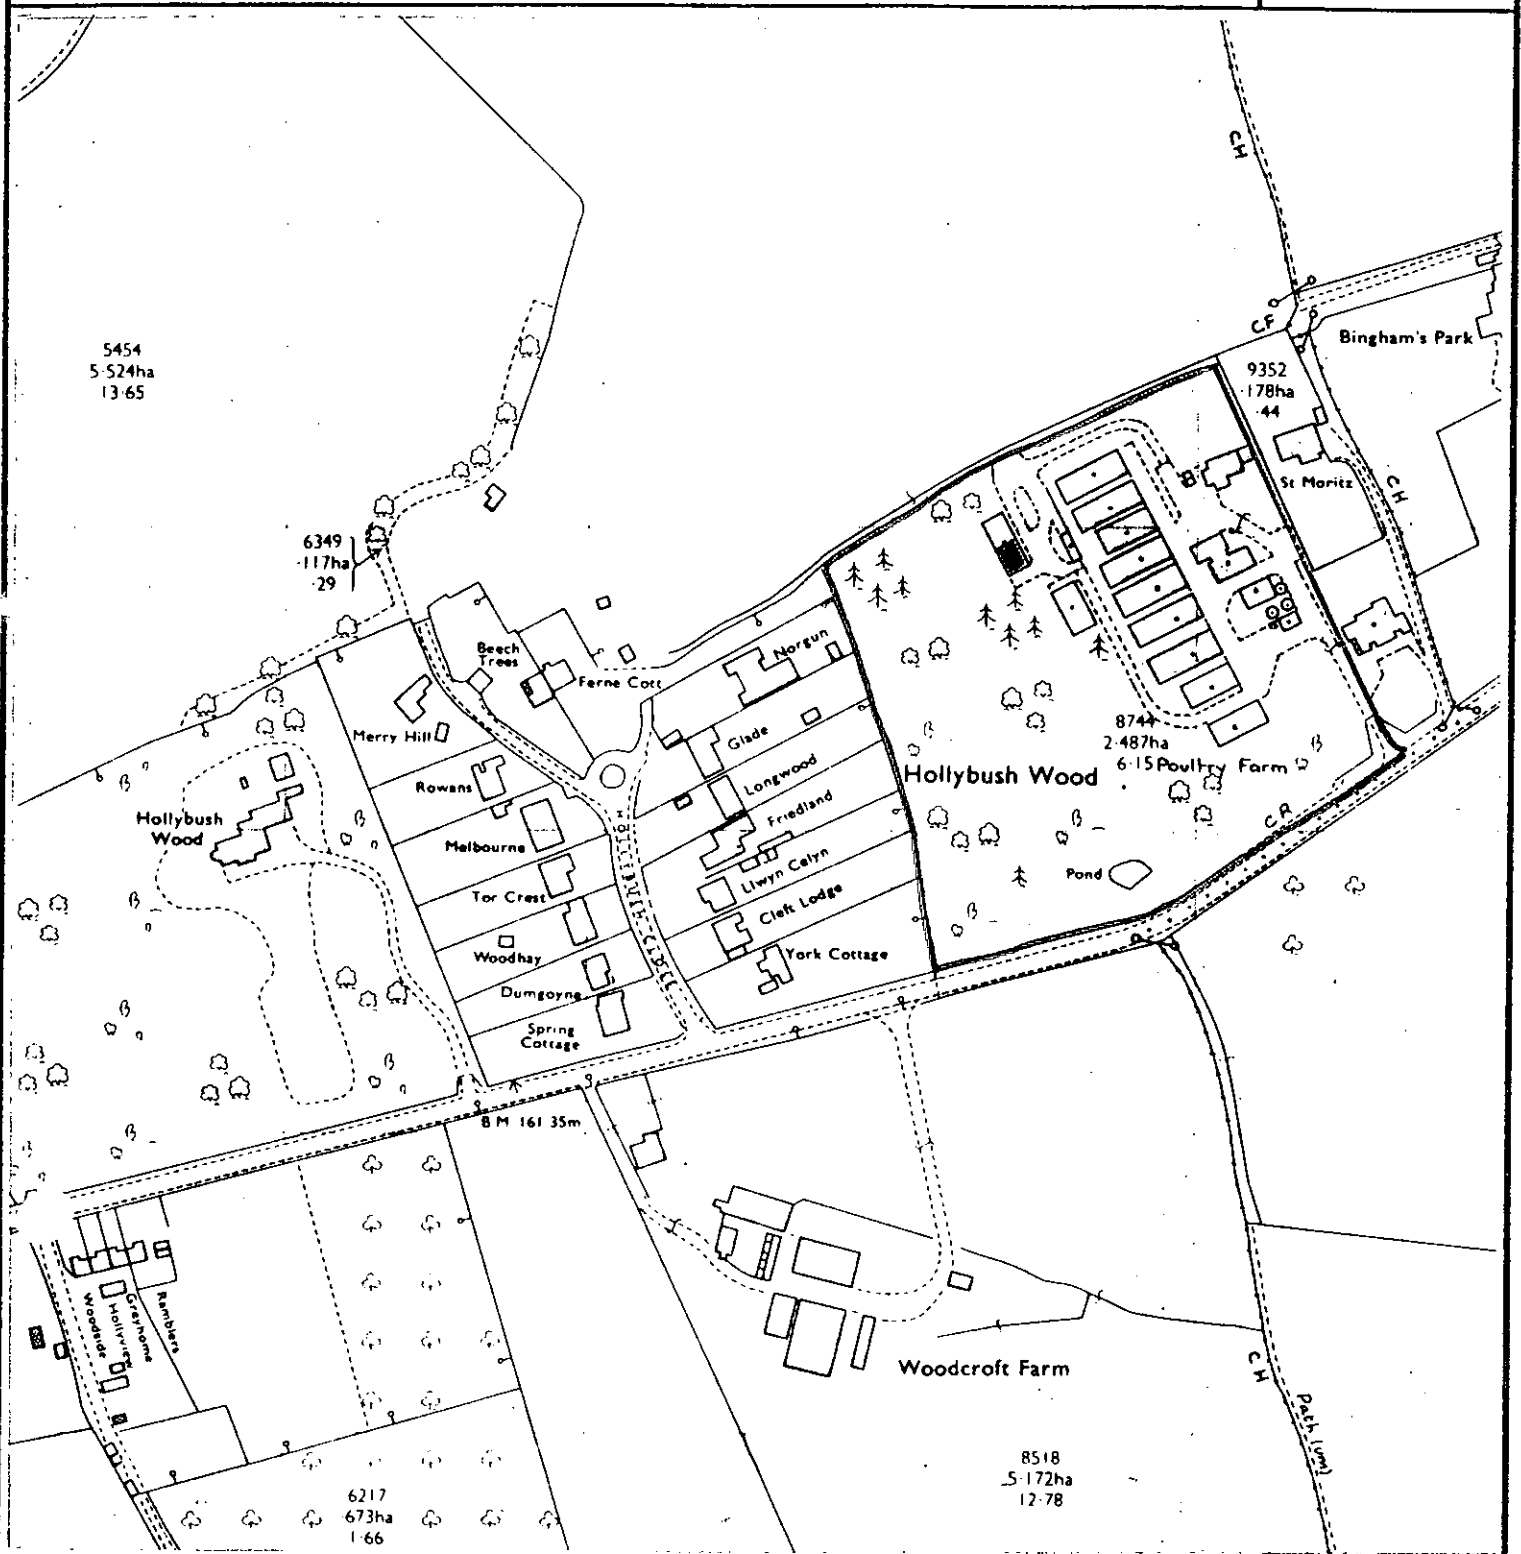 CH
CF
Bingham's Park
5454
5·524ha
13·65
9352
·178ha
·44
St Moritz
CH
6349
·117ha
·29
Beech
Trees
Norgun
Ferne Cott
Merry Hill
Glade
8744
2·487ha
6·15 Poultry Farm
Hollybush Wood
Longwood
Rowans
Friedland
Hollybush
Wood
Melbourne
CR
Llwyn Celyn
Pond
Tor Crest
Cleft Lodge
York Cottage
Woodhay
Dumgoyne
Spring
Cottage
B M 161·35m
Ramblers
Greyhome
Hollyview
Woodside
Woodcroft Farm
CH
Path (um)
8518
5·172ha
12·78
6217
·673ha
1·66